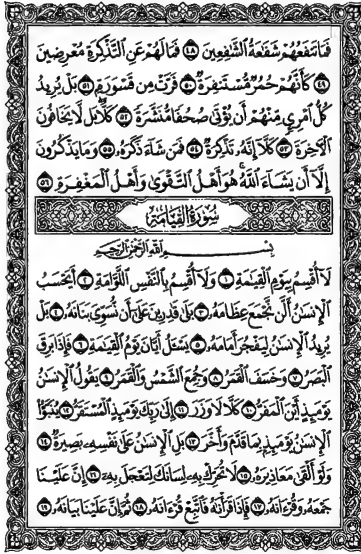 فَمَا تَنفَعُهُمْ شَفَٰعَةُ ٱلشَّٰفِعِينَ ٤٨ فَمَا لَهُمْ عَنِ ٱلتَّذْكِرَةِ مُعْرِضِينَ
٤٩ كَأَنَّهُمْ حُمُرٌ مُّسْتَنفِرَةٌ ٥٠ فَرَّتْ مِن قَسْوَرَةٍ ٥١ بَلْ يُرِيدُ
كُلُّ ٱمْرِئٍ مِّنْهُمْ أَن يُؤْتَىٰ صُحُفًا مُّنَشَّرَةً ٥٢ كَلَّا بَل لَّا يَخَافُونَ
ٱلْءَاخِرَةَ ٥٣ كَلَّا إِنَّهُۥ تَذْكِرَةٌ ٥٤ فَمَن شَاءَ ذَكَرَهُۥ ٥٥ وَمَا يَذْكُرُونَ
إِلَّا أَن يَشَاءَ ٱللَّهُ هُوَ أَهْلُ ٱلتَّقْوَىٰ وَأَهْلُ ٱلْمَغْفِرَةِ ٥٦
سُورَةُ ٱلْقِيَامَةِ
بِسْمِ ٱللَّهِ ٱلرَّحْمَٰنِ ٱلرَّحِيمِ
لَا أُقْسِمُ بِيَوْمِ ٱلْقِيَٰمَةِ ١ وَلَا أُقْسِمُ بِٱلنَّفْسِ ٱللَّوَّامَةِ ٢ أَيَحْسَبُ
ٱلْإِنسَٰنُ أَلَّن نَّجْمَعَ عِظَامَهُۥ ٣ بَلَىٰ قَٰدِرِينَ عَلَىٰ أَن نُّسَوِّىَ بَنَانَهُۥ ٤ بَلْ
يُرِيدُ ٱلْإِنسَٰنُ لِيَفْجُرَ أَمَامَهُۥ ٥ يَسْـَٔلُ أَيَّانَ يَوْمُ ٱلْقِيَٰمَةِ ٦ فَإِذَا بَرِقَ
ٱلْبَصَرُ ٧ وَخَسَفَ ٱلْقَمَرُ ٨ وَجُمِعَ ٱلشَّمْسُ وَٱلْقَمَرُ ٩ يَقُولُ ٱلْإِنسَٰنُ
يَوْمَئِذٍ أَيْنَ ٱلْمَفَرُّ ١٠ كَلَّا لَا وَزَرَ ١١ إِلَىٰ رَبِّكَ يَوْمَئِذٍ ٱلْمُسْتَقَرُّ ١٢ يُنَبَّؤُا۟
ٱلْإِنسَٰنُ يَوْمَئِذٍ بِمَا قَدَّمَ وَأَخَّرَ ١٣ بَلِ ٱلْإِنسَٰنُ عَلَىٰ نَفْسِهِۦ بَصِيرَةٌ ١٤
وَلَوْ أَلْقَىٰ مَعَاذِيرَهُۥ ١٥ لَا تُحَرِّكْ بِهِۦ لِسَانَكَ لِتَعْجَلَ بِهِۦ ١٦ إِنَّ عَلَيْنَا
جَمْعَهُۥ وَقُرْءَانَهُۥ ١٧ فَإِذَا قَرَأْنَٰهُ فَٱتَّبِعْ قُرْءَانَهُۥ ١٨ ثُمَّ إِنَّ عَلَيْنَا بَيَانَهُۥ ١٩